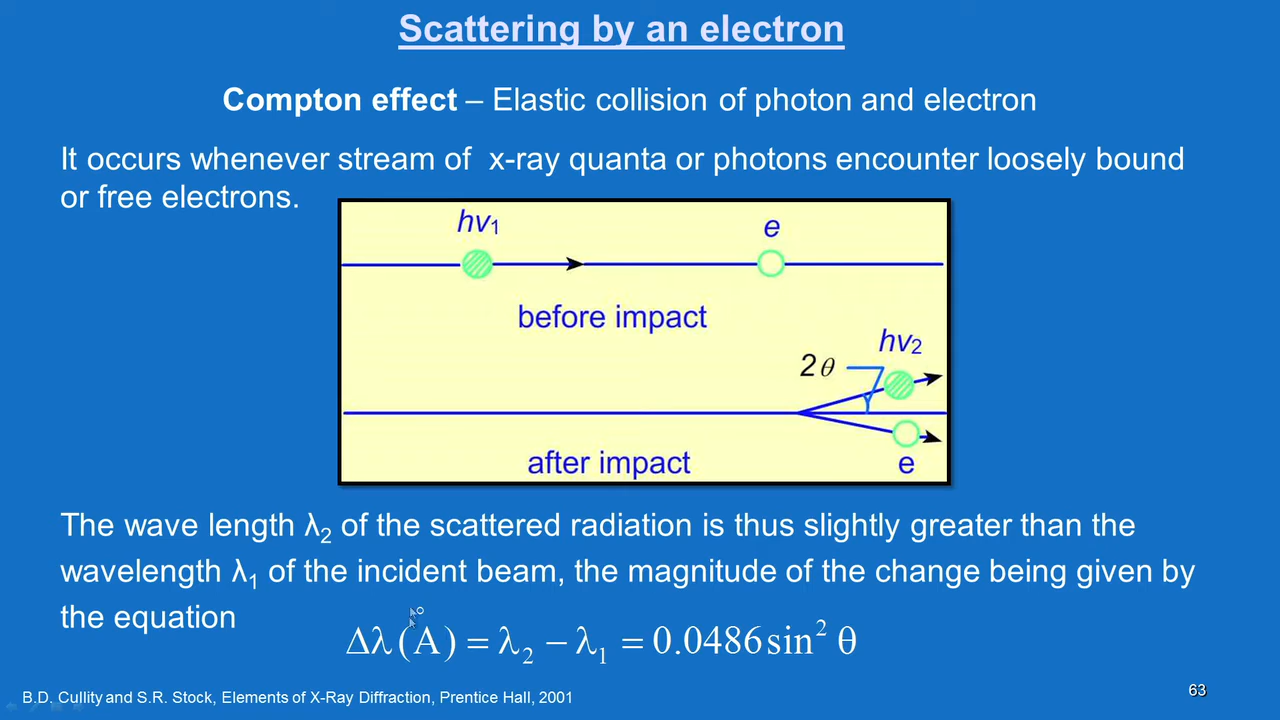 Scattering by an electron
Compton effect – Elastic collision of photon and electron
It occurs whenever stream of x-ray quanta or photons encounter loosely bound
or free electrons.
hν₁
e
before impact
hν₂
2θ
after impact
e
The wave length λ₂ of the scattered radiation is thus slightly greater than the
wavelength λ₁ of the incident beam, the magnitude of the change being given by
the equation
Δλ(Å) = λ₂ − λ₁ = 0.0486 sin² θ
B.D. Cullity and S.R. Stock, Elements of X-Ray Diffraction, Prentice Hall, 2001
63